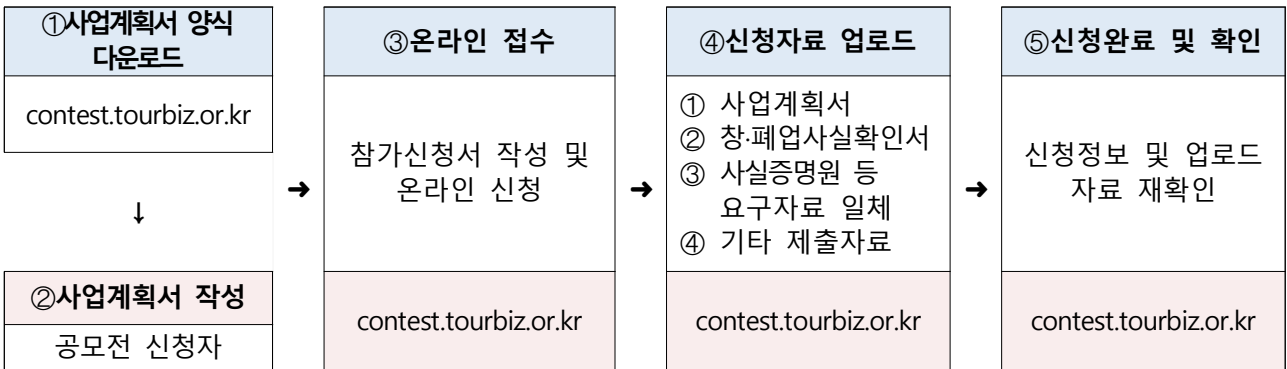 ①사업계획서 양식
다운로드
contest.tourbiz.or.kr
↓
②사업계획서 작성
공모전 신청자
➜
③온라인 접수
참가신청서 작성 및
온라인 신청
contest.tourbiz.or.kr
➜
④신청자료 업로드
① 사업계획서
② 창·폐업사실확인서
③ 사실증명원 등
요구자료 일체
④ 기타 제출자료
contest.tourbiz.or.kr
➜
⑤신청완료 및 확인
신청정보 및 업로드
자료 재확인
contest.tourbiz.or.kr